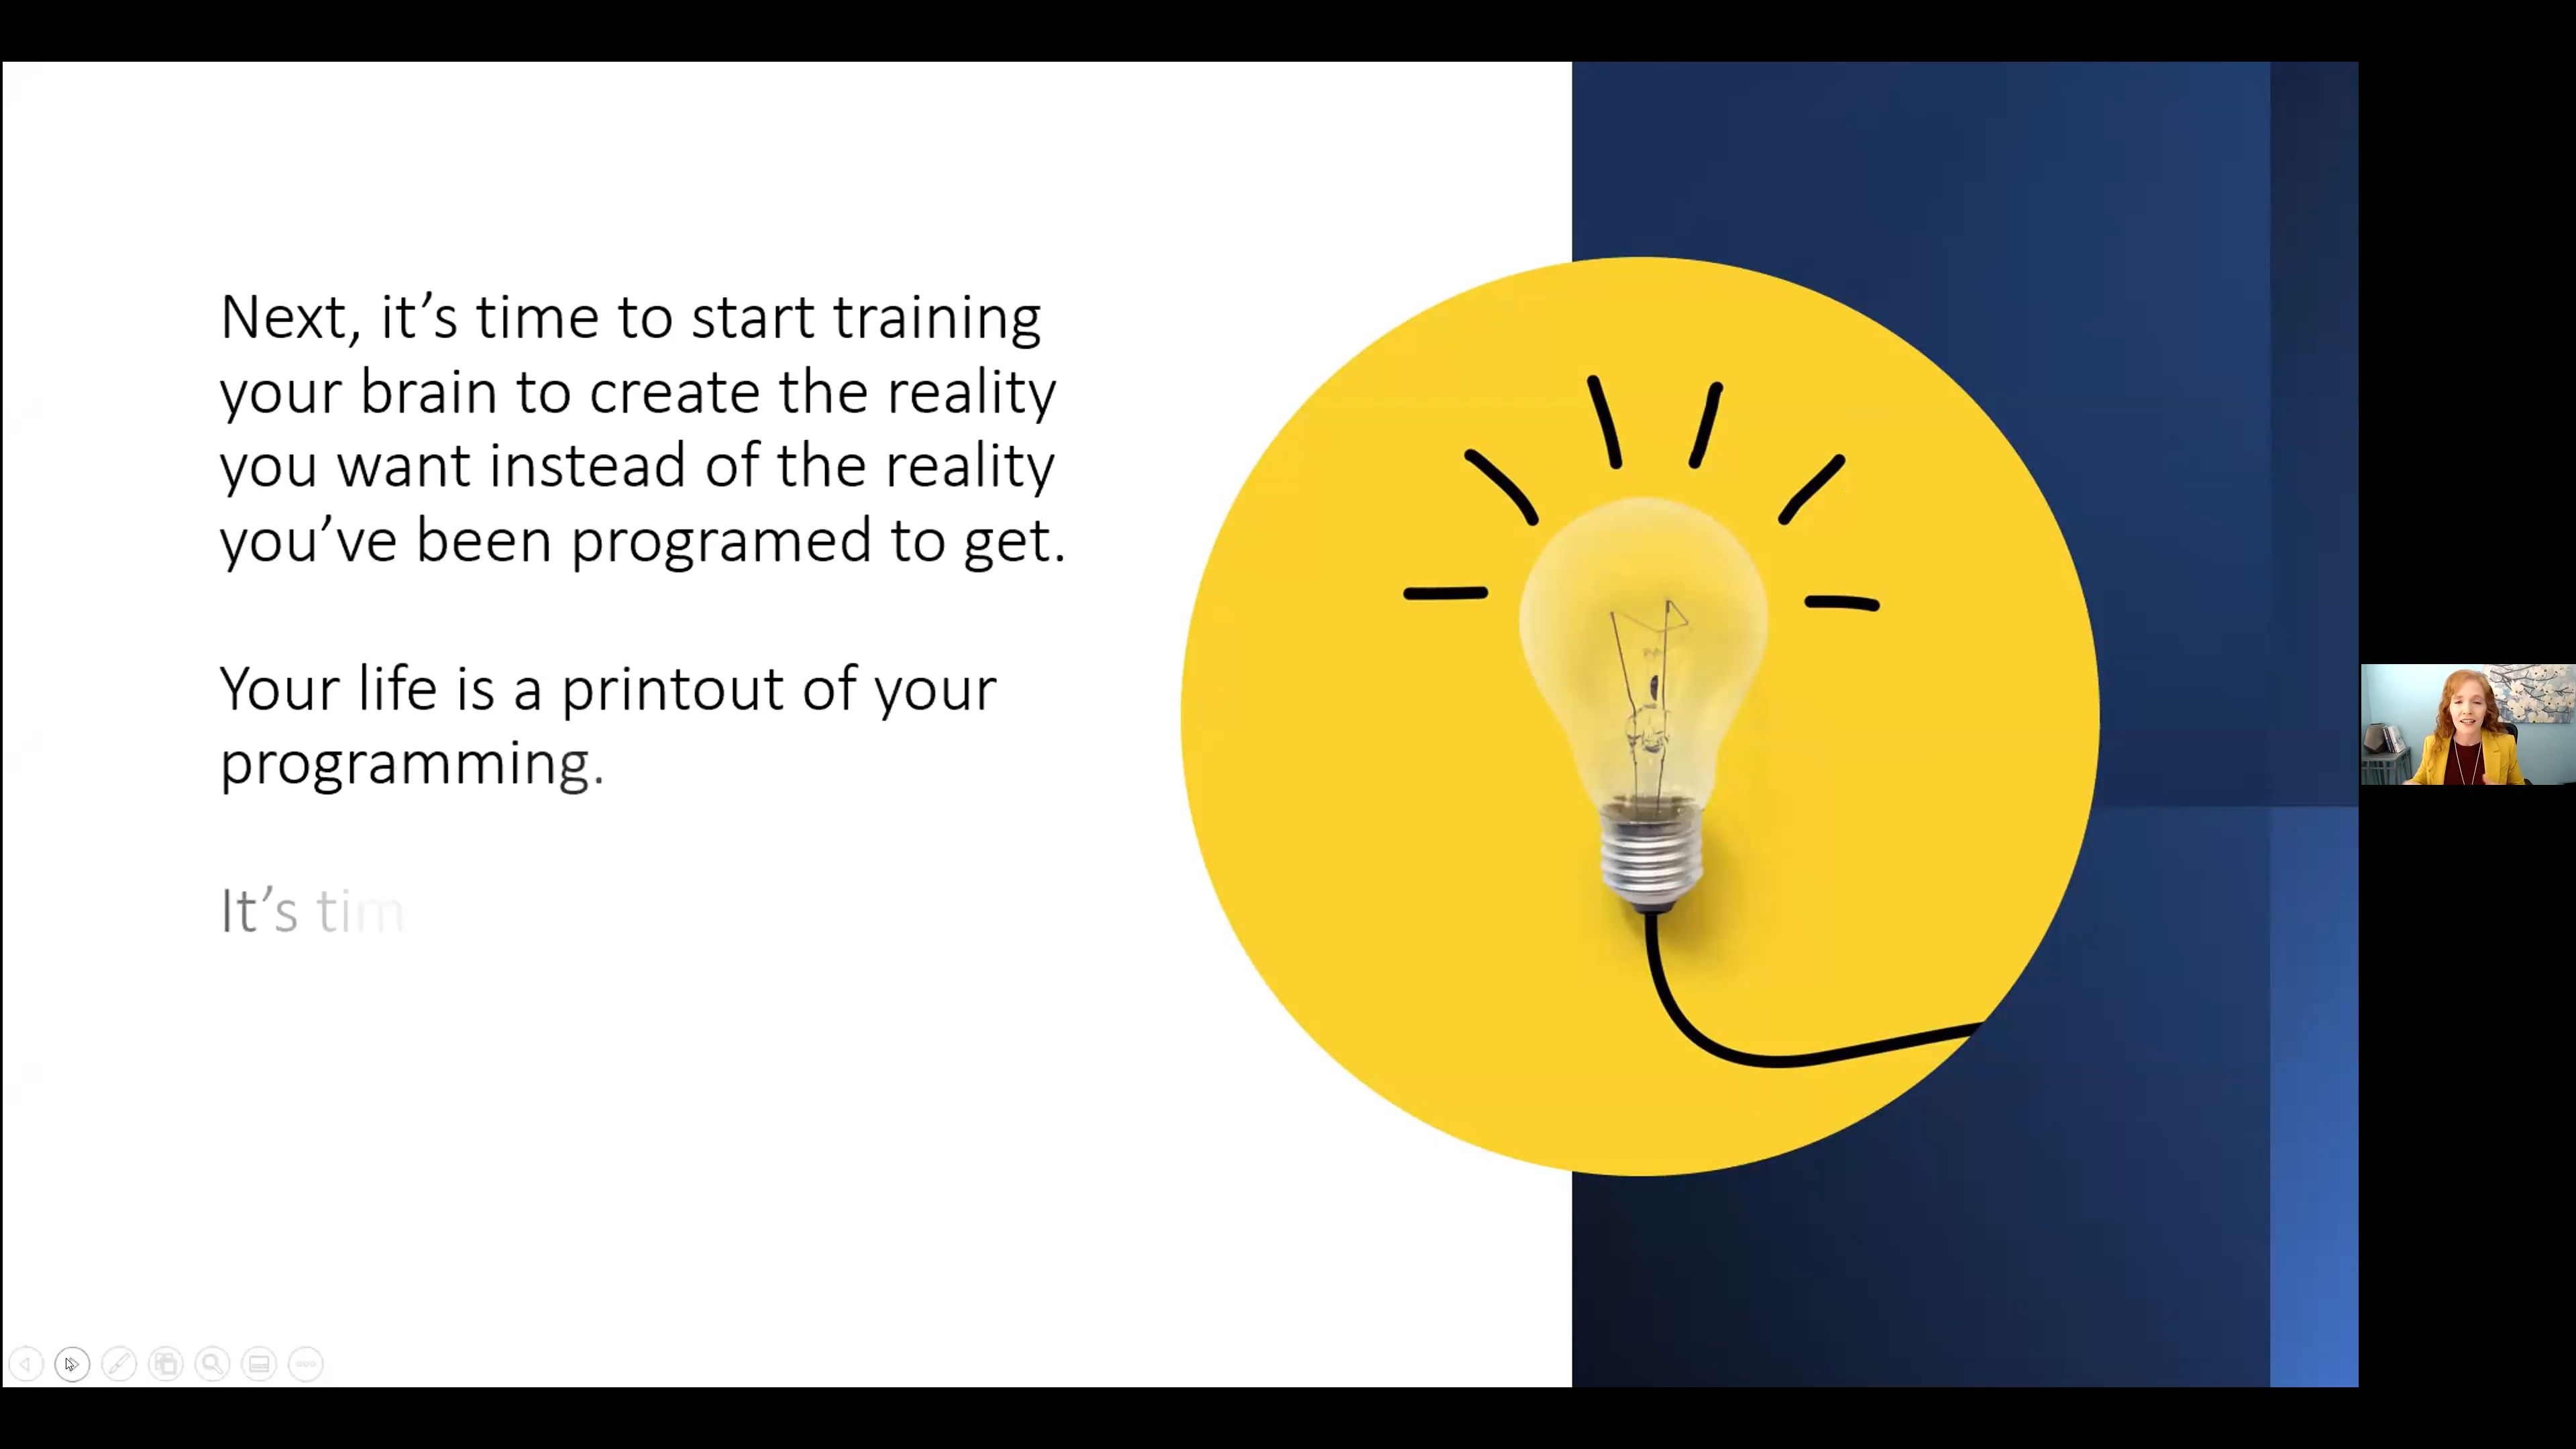 Next, it’s time to start training
your brain to create the reality
you want instead of the reality
you’ve been programed to get.
Your life is a printout of your
programming.
It’s tim